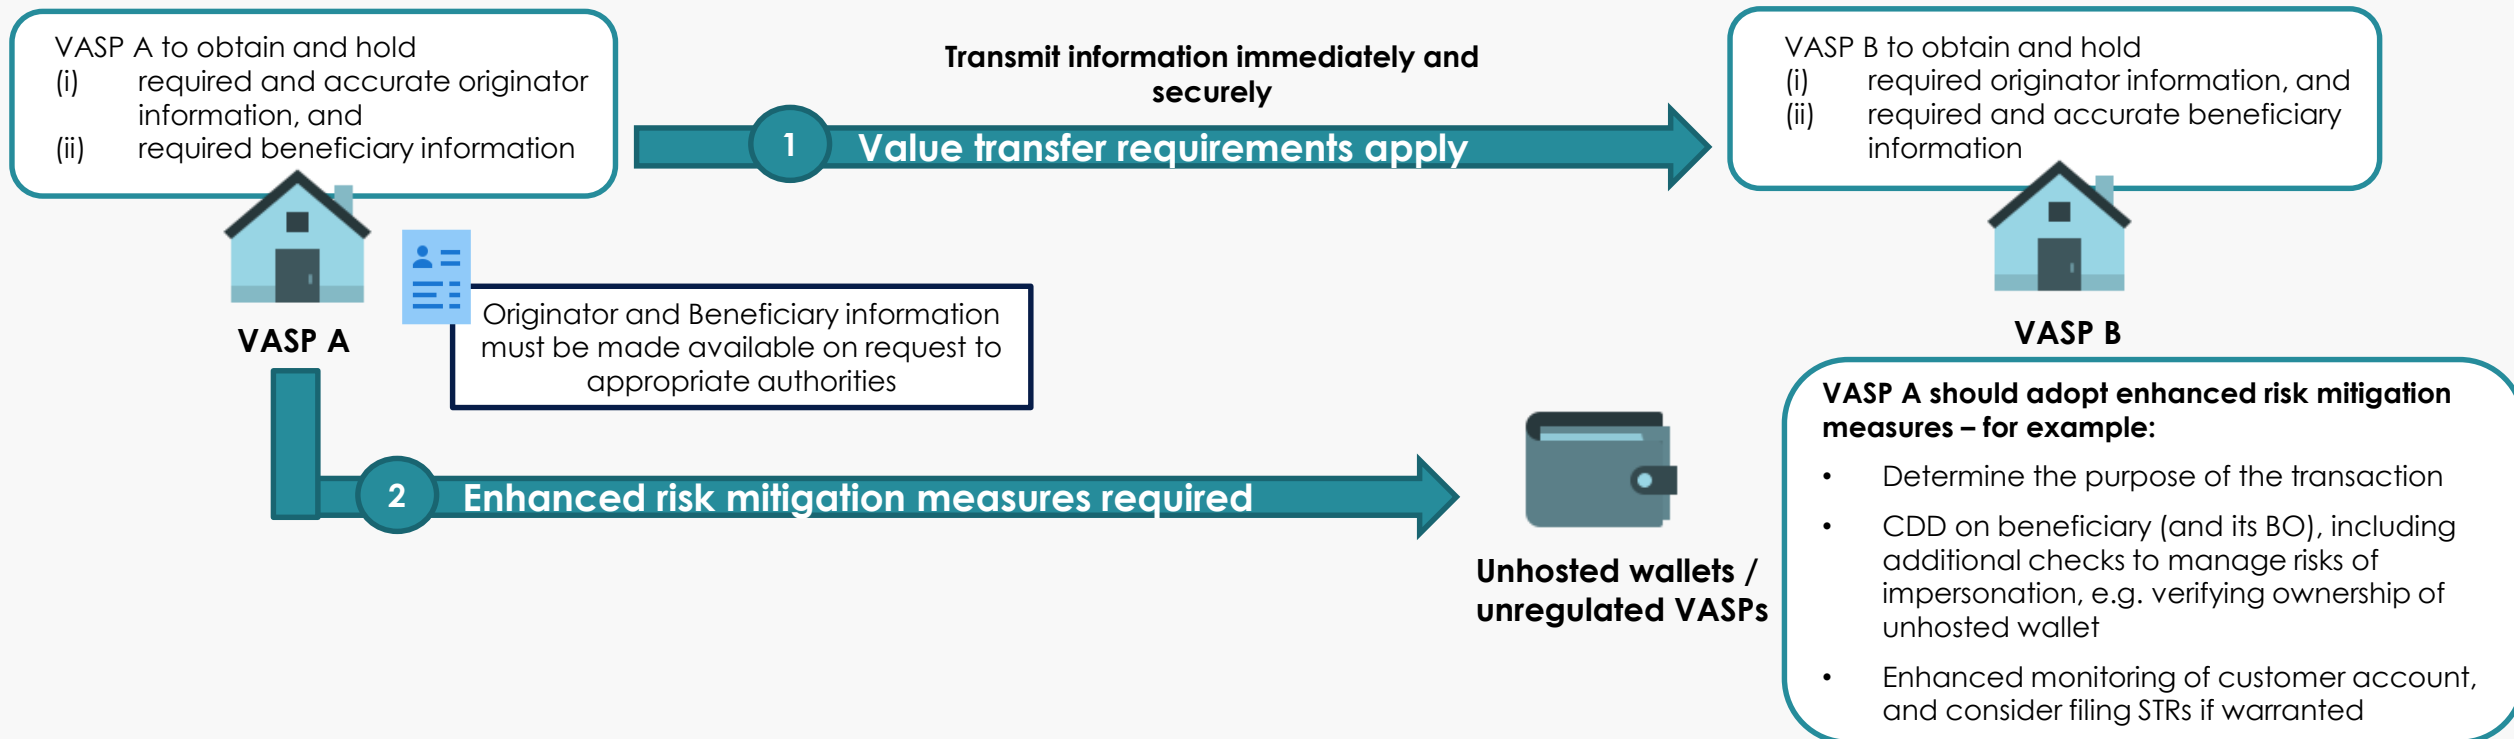 VASP A to obtain and hold
(i) required and accurate originator
information, and
(ii) required beneficiary information
Transmit information immediately and
securely
1 Value transfer requirements apply
VASP B to obtain and hold
(i) required originator information, and
(ii) required and accurate beneficiary
information
VASP A
Originator and Beneficiary information
must be made available on request to
appropriate authorities
VASP B
2 Enhanced risk mitigation measures required
Unhosted wallets /
unregulated VASPs
VASP A should adopt enhanced risk mitigation
measures – for example:
• Determine the purpose of the transaction
• CDD on beneficiary (and its BO), including
additional checks to manage risks of
impersonation, e.g. verifying ownership of
unhosted wallet
• Enhanced monitoring of customer account,
and consider filing STRs if warranted